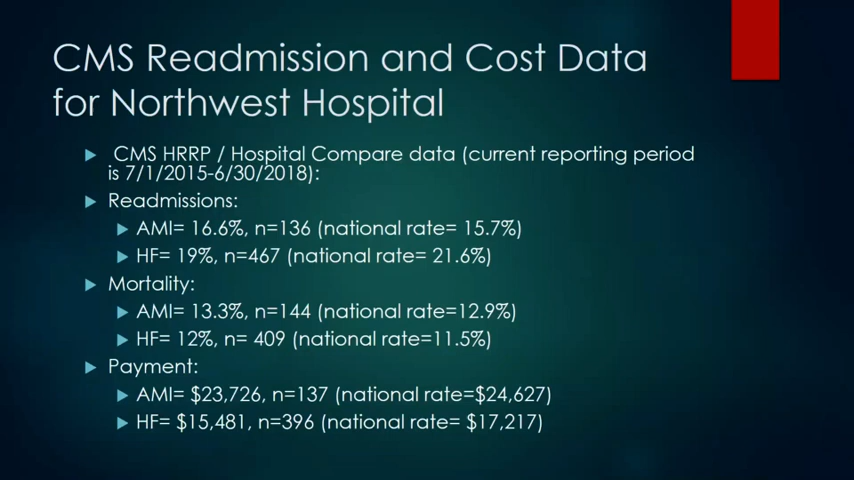 CMS Readmission and Cost Data
for Northwest Hospital
CMS HRRP / Hospital Compare data (current reporting period
is 7/1/2015-6/30/2018):
Readmissions:
AMI= 16.6%, n=136 (national rate= 15.7%)
HF= 19%, n=467 (national rate= 21.6%)
Mortality:
AMI= 13.3%, n=144 (national rate=12.9%)
HF= 12%, n= 409 (national rate=11.5%)
Payment:
AMI= $23,726, n=137 (national rate=$24,627)
HF= $15,481, n=396 (national rate= $17,217)